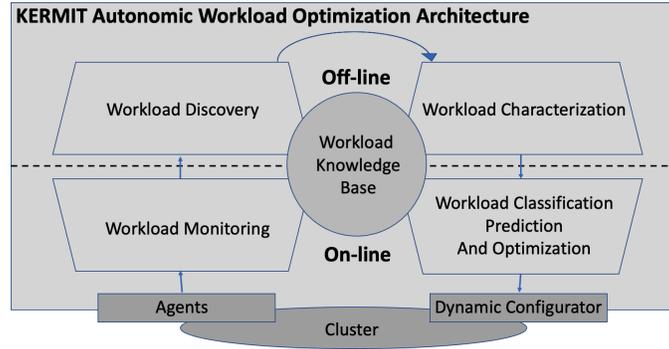 KERMIT Autonomic Workload Optimization Architecture
Off-line
Workload Discovery
Workload Characterization
Workload
Knowledge
Base
Workload Monitoring
Workload Classification
Prediction
And Optimization
On-line
Agents
Dynamic Configurator
Cluster